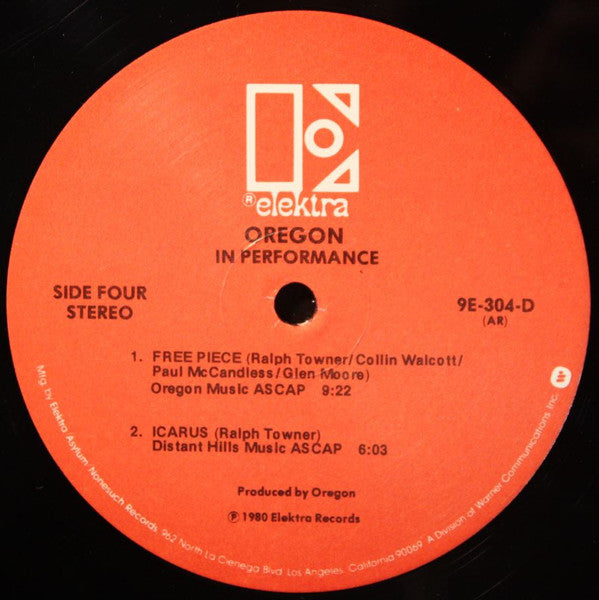 ® elektra
OREGON
IN PERFORMANCE
SIDE FOUR
STEREO
9E-304-D
(AR)
1. FREE PIECE (Ralph Towner/Collin Walcott/
Paul McCandless/Glen Moore)
Oregon Music ASCAP 9:22
2. ICARUS (Ralph Towner)
Distant Hills Music ASCAP 6:03
Produced by Oregon
℗ 1980 Elektra Records
Mfg. by Elektra Asylum Nonesuch Records, 962 North La Cienega Blvd. Los Angeles, California 90069. A Division of Warner Communications Inc.